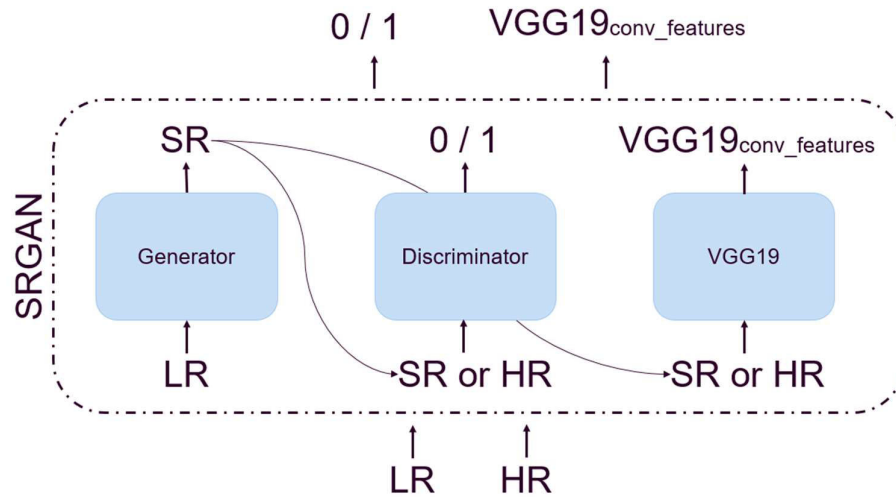 0 / 1 VGG19conv_features
SRGAN
SR 0 / 1 VGG19conv_features
Generator Discriminator VGG19
LR SR or HR SR or HR
LR HR